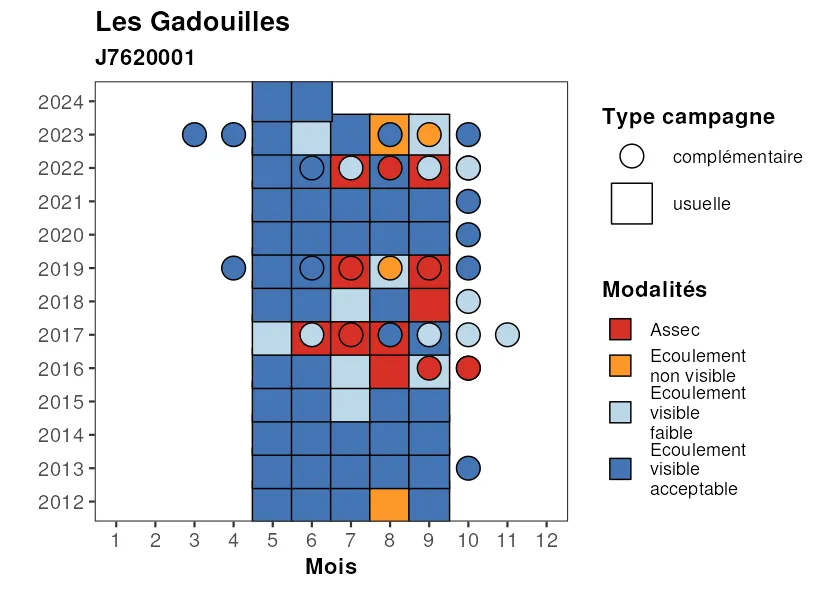 Les Gadouilles
J7620001
2024
2023
2022
2021
2020
2019
2018
2017
2016
2015
2014
2013
2012
1 2 3 4 5 6 7 8 9 10 11 12
Mois
Type campagne
complémentaire
usuelle
Modalités
Assec
Ecoulement
non visible
Ecoulement
visible
faible
Ecoulement
visible
acceptable